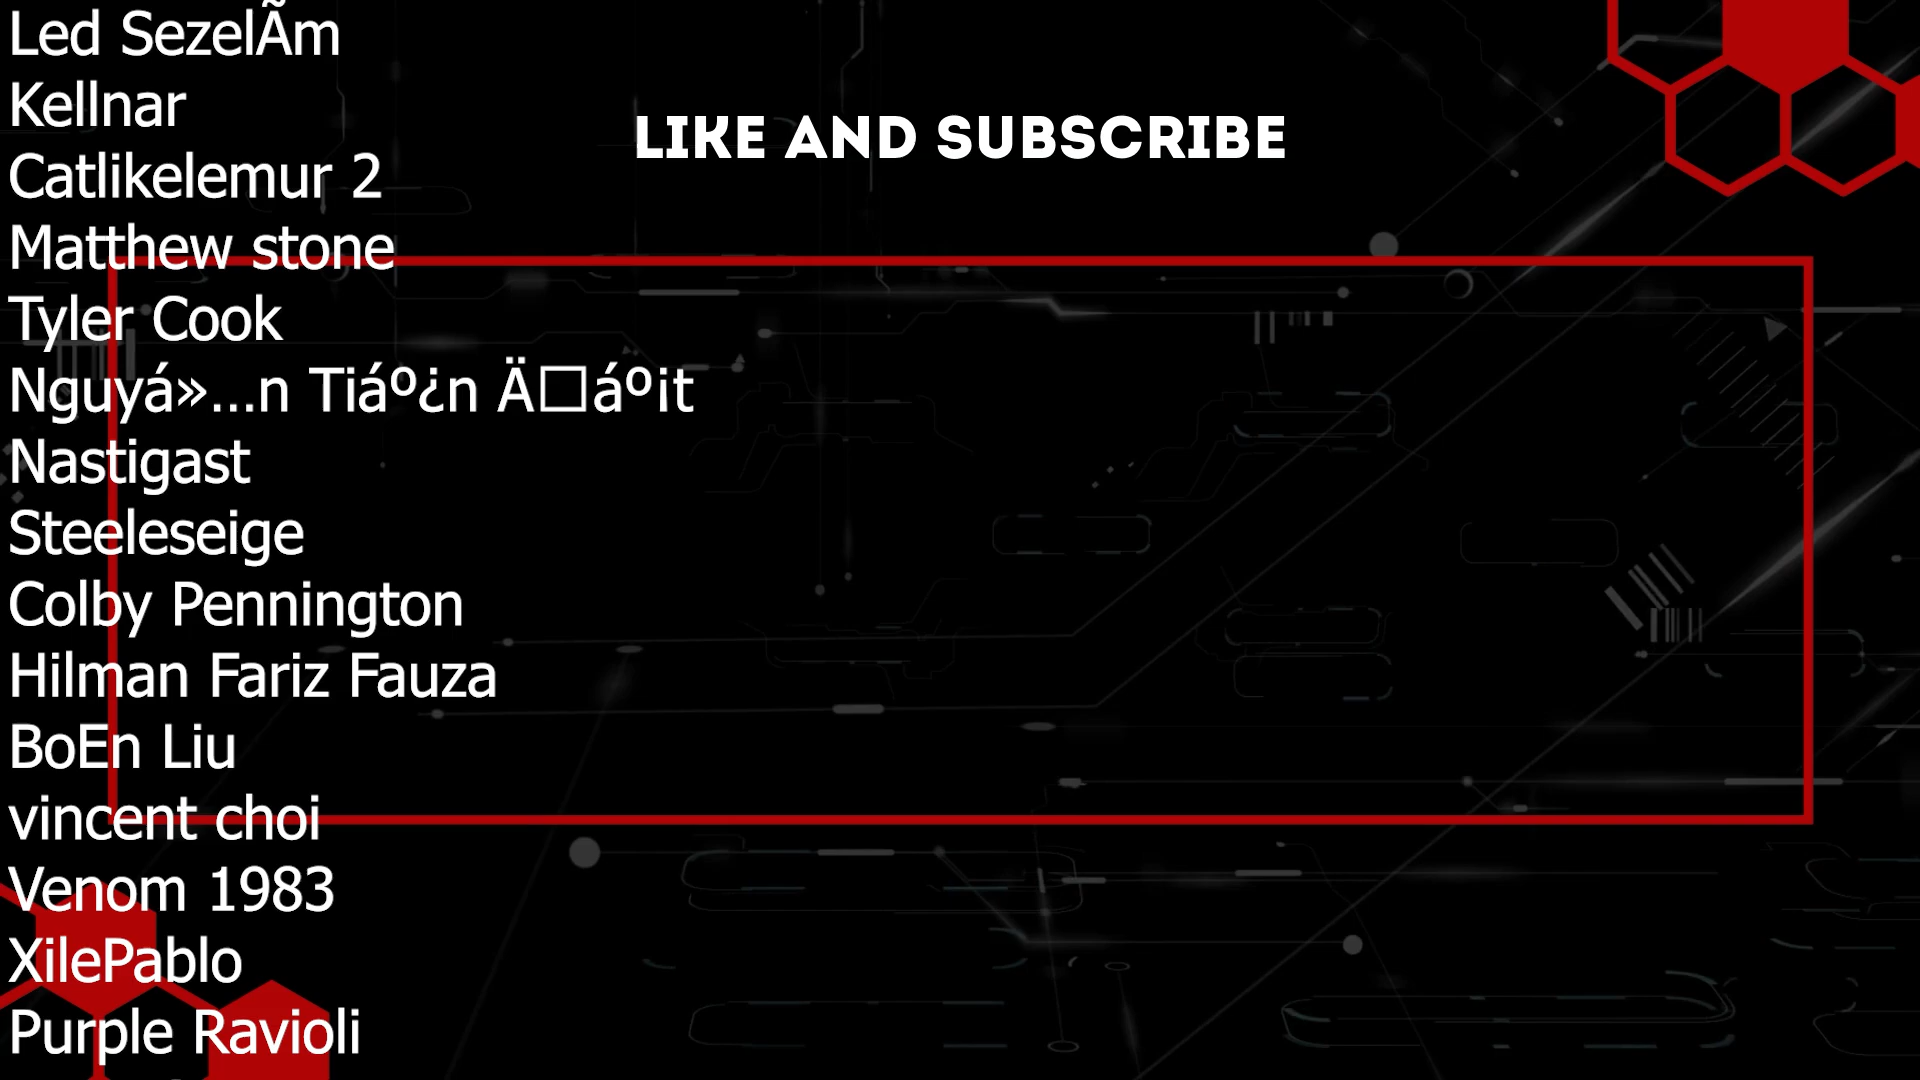 Led SezelÃm
Kellnar
LIKE AND SUBSCRIBE
Catlikelemur 2
Matthew stone
Tyler Cook
Nguyá»…n Tiáº¿n Ä□áº¡t
Nastigast
Steeleseige
Colby Pennington
Hilman Fariz Fauza
BoEn Liu
vincent choi
Venom 1983
XilePablo
Purple Ravioli